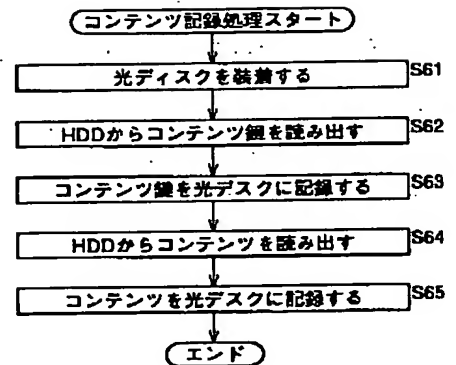 コンテンツ記録処理スタート
光ディスクを装着する S61
HDDからコンテンツ鍵を読み出す S62
コンテンツ鍵を光デスクに記録する S63
HDDからコンテンツを読み出す S64
コンテンツを光デスクに記録する S65
エンド